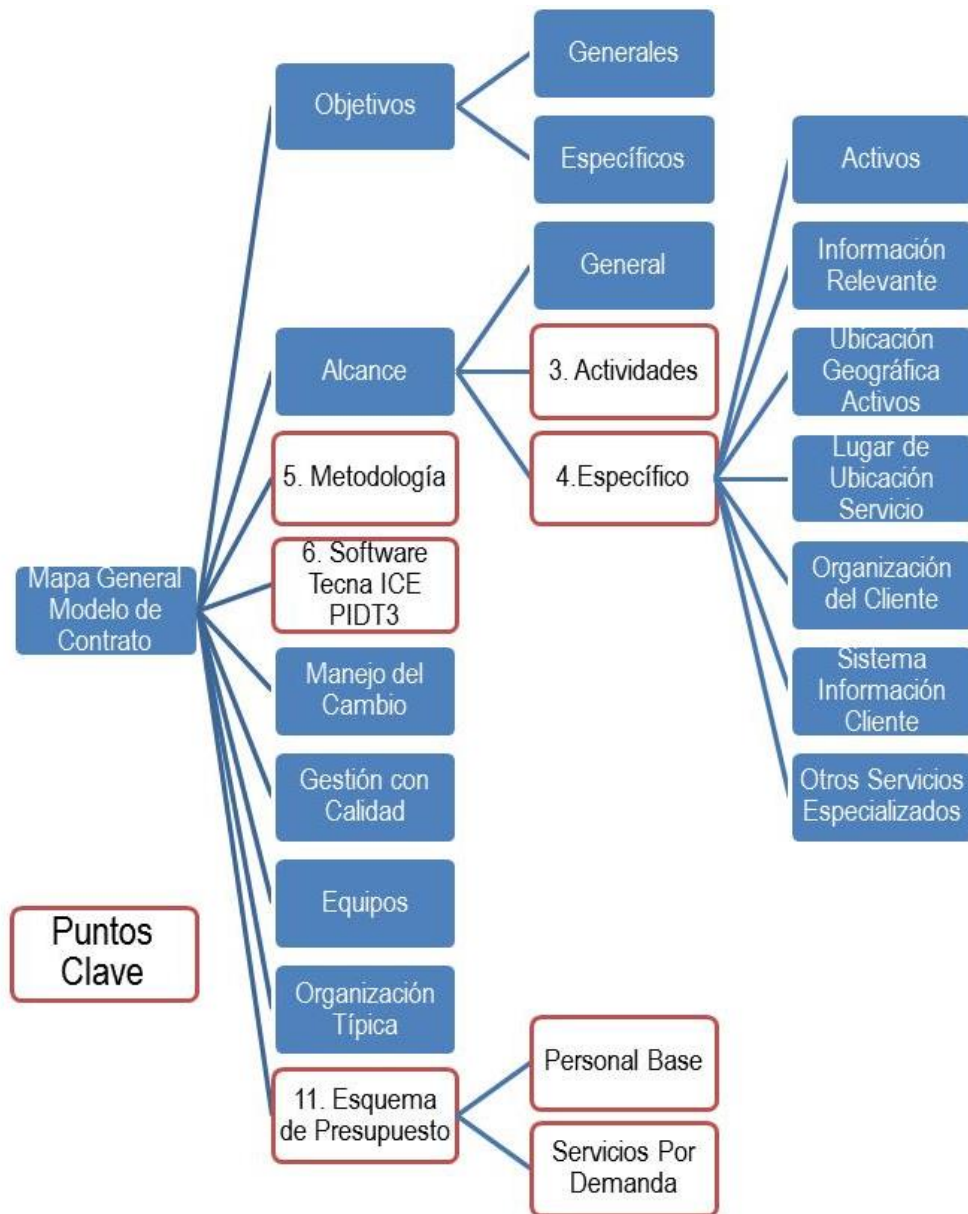 Mapa General
Modelo de
Contrato
Objetivos
Generales
Específicos
Alcance
General
3. Actividades
4.Específico
Activos
Información
Relevante
Ubicación
Geográfica
Activos
Lugar de
Ubicación
Servicio
Organización
del Cliente
Sistema
Información
Cliente
Otros Servicios
Especializados
5. Metodología
6. Software
Tecna ICE
PIDT3
Manejo del
Cambio
Gestión con
Calidad
Equipos
Organización
Típica
11. Esquema
de Presupuesto
Personal Base
Servicios Por
Demanda
Puntos
Clave